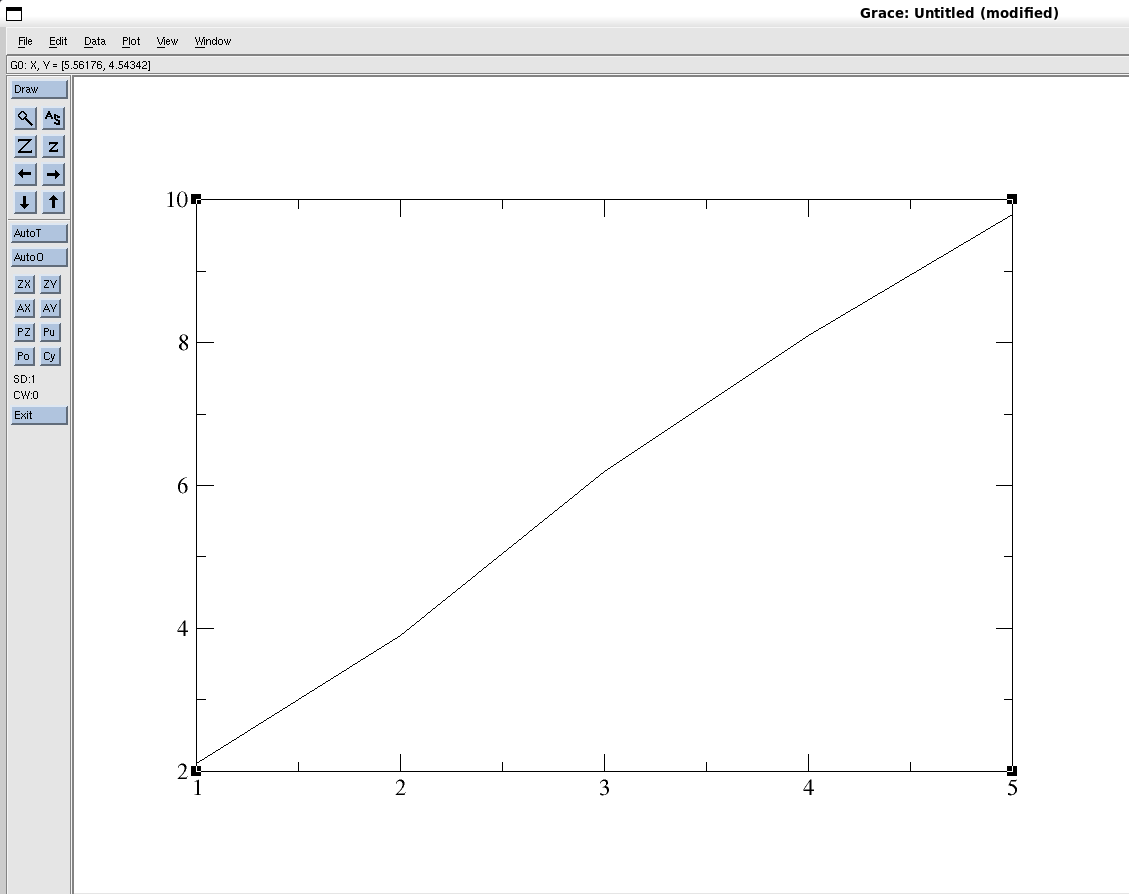 Grace: Untitled (modified)
File Edit Data Plot View Window
G0: X, Y = [5.56176, 4.54342]
Draw
AS
Z z
AutoT
AutoO
ZX ZY
AX AY
PZ Pu
Po Cy
SD:1
CW:0
Exit
10
8
6
4
2
1 2 3 4 5